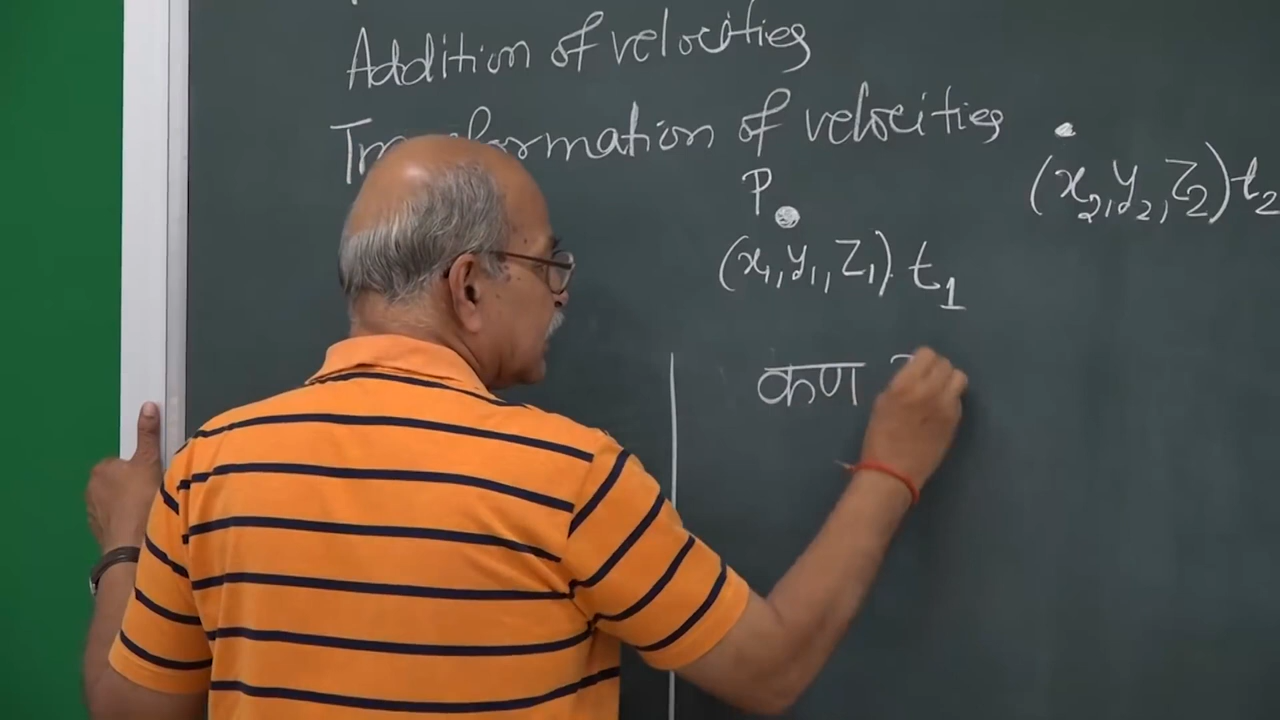 Addition of velocities
Transformation of velocities
P
(x₂,y₂,z₂) t₂
(x₁,y₁,z₁). t₁
कण